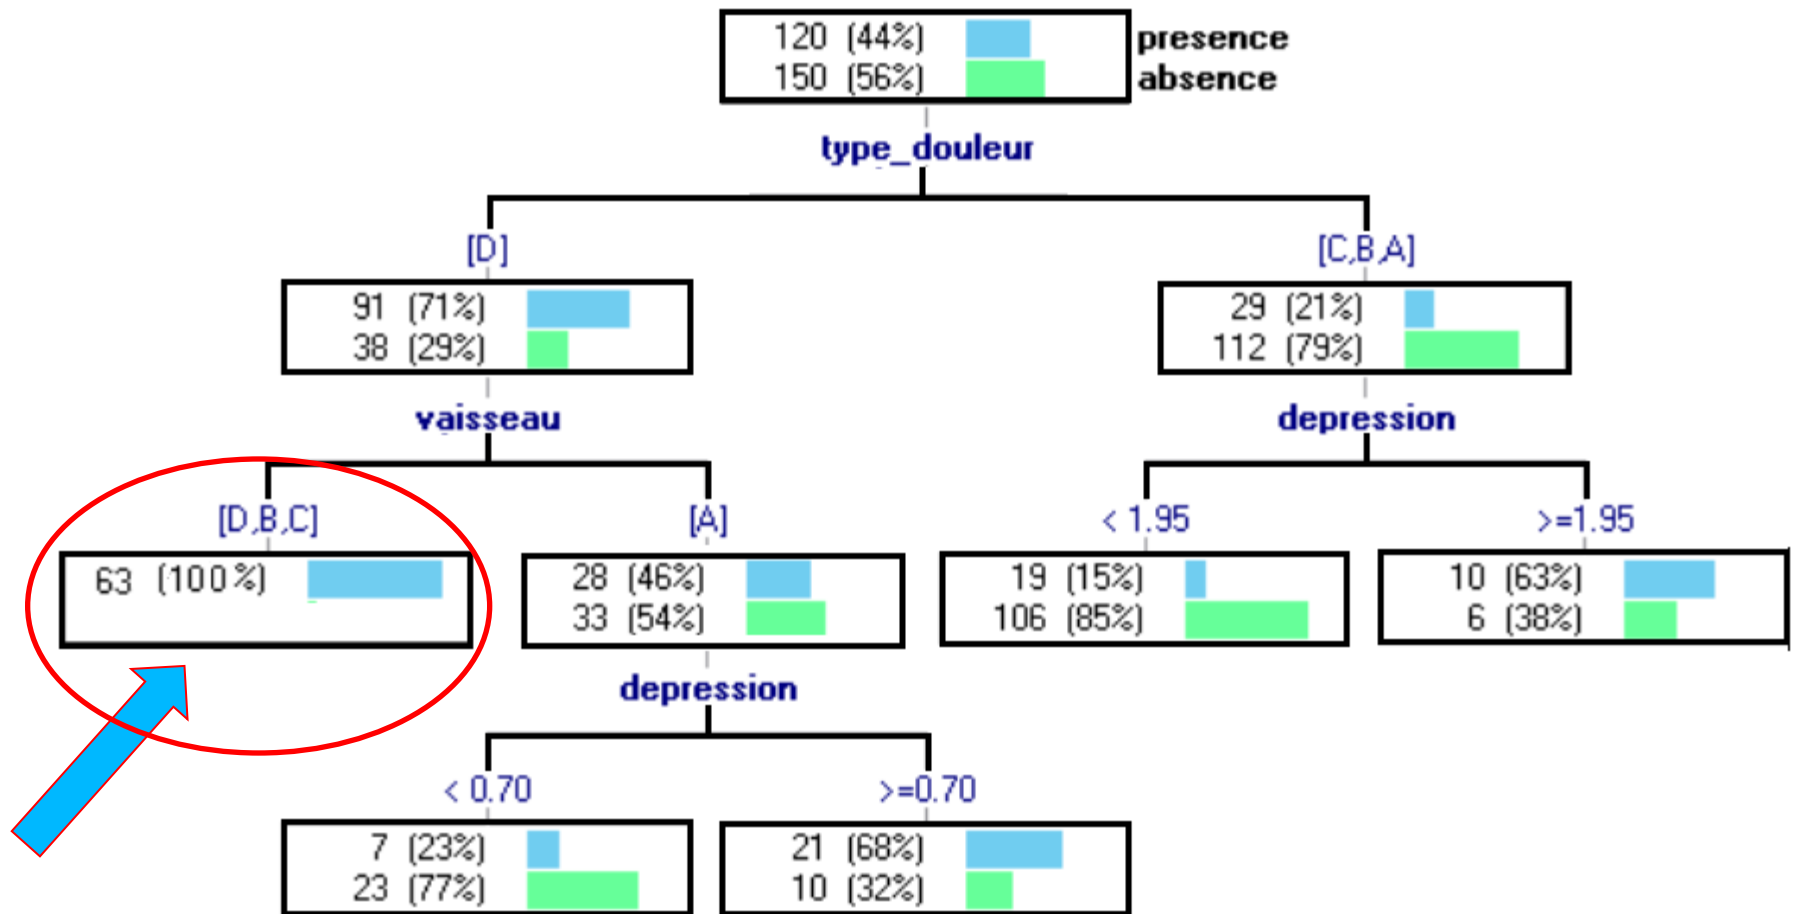 120 (44%) presence
150 (56%) absence
type_douleur
[D] [C,B,A]
91 (71%) 29 (21%)
38 (29%) 112 (79%)
vaisseau depression
[D,B,C] [A] < 1.95 >=1.95
63 (100%) 28 (46%) 19 (15%) 10 (63%)
33 (54%) 106 (85%) 6 (38%)
depression
< 0.70 >=0.70
7 (23%) 21 (68%)
23 (77%) 10 (32%)